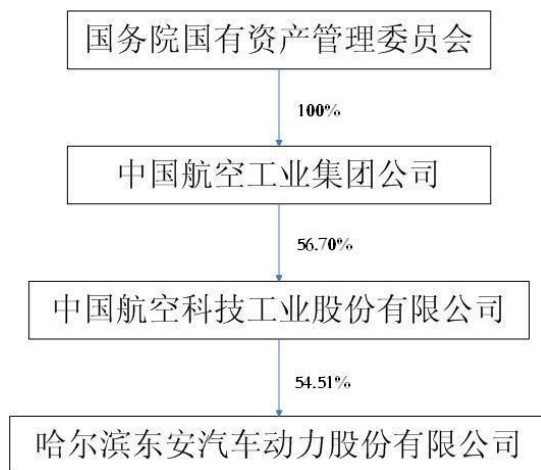 国务院国有资产管理委员会
100%
中国航空工业集团公司
56.70%
中国航空科技工业股份有限公司
54.51%
哈尔滨东安汽车动力股份有限公司